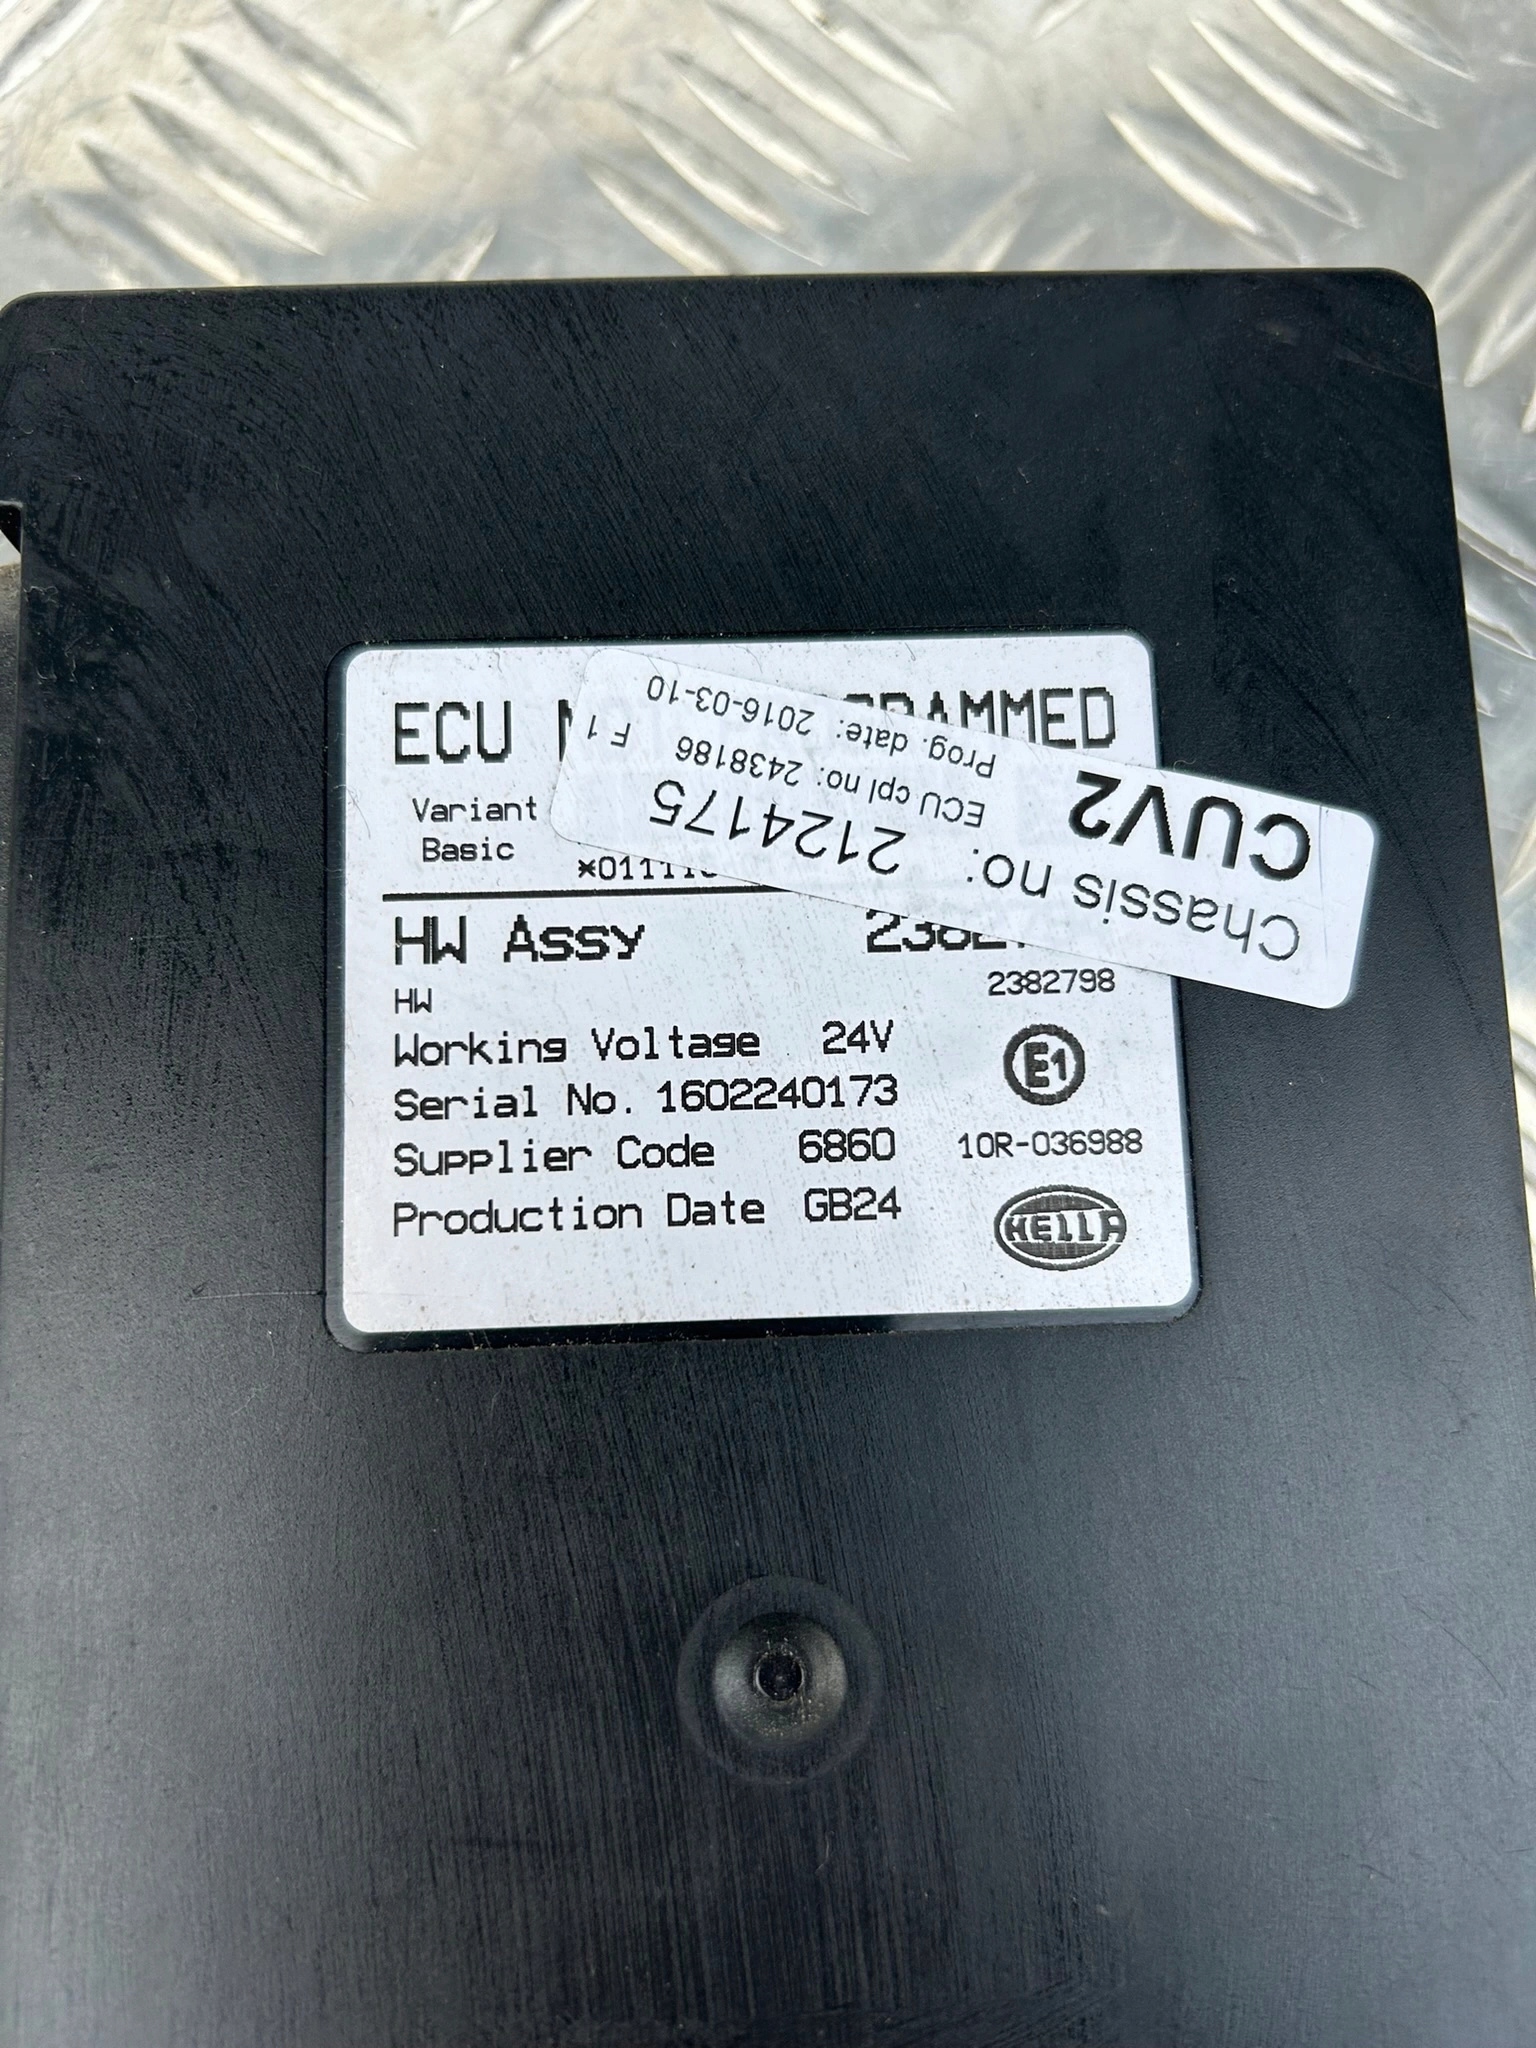 ECU
RAMMED
Variant
Basic
HW Assy
HW 2382798
Working Voltage 24V
E1
Serial No. 1602240173
Supplier Code 6860
10R-036988
Production Date GB24
HELLA
Chassis no: 2124175
CUV2
ECU cpl no: 2438186 F 1
Prog. date: 2016-03-10